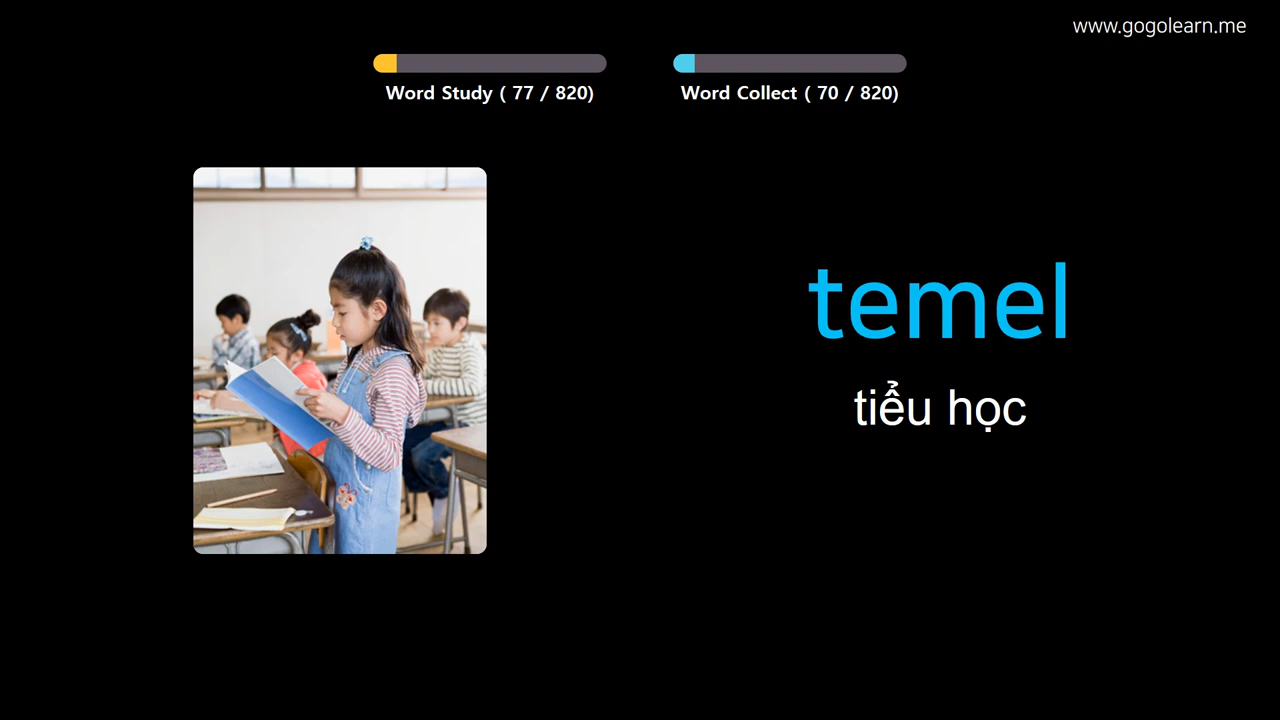 www.gogolearn.me
Word Study ( 77 / 820)
Word Collect ( 70 / 820)
temel
tiểu học